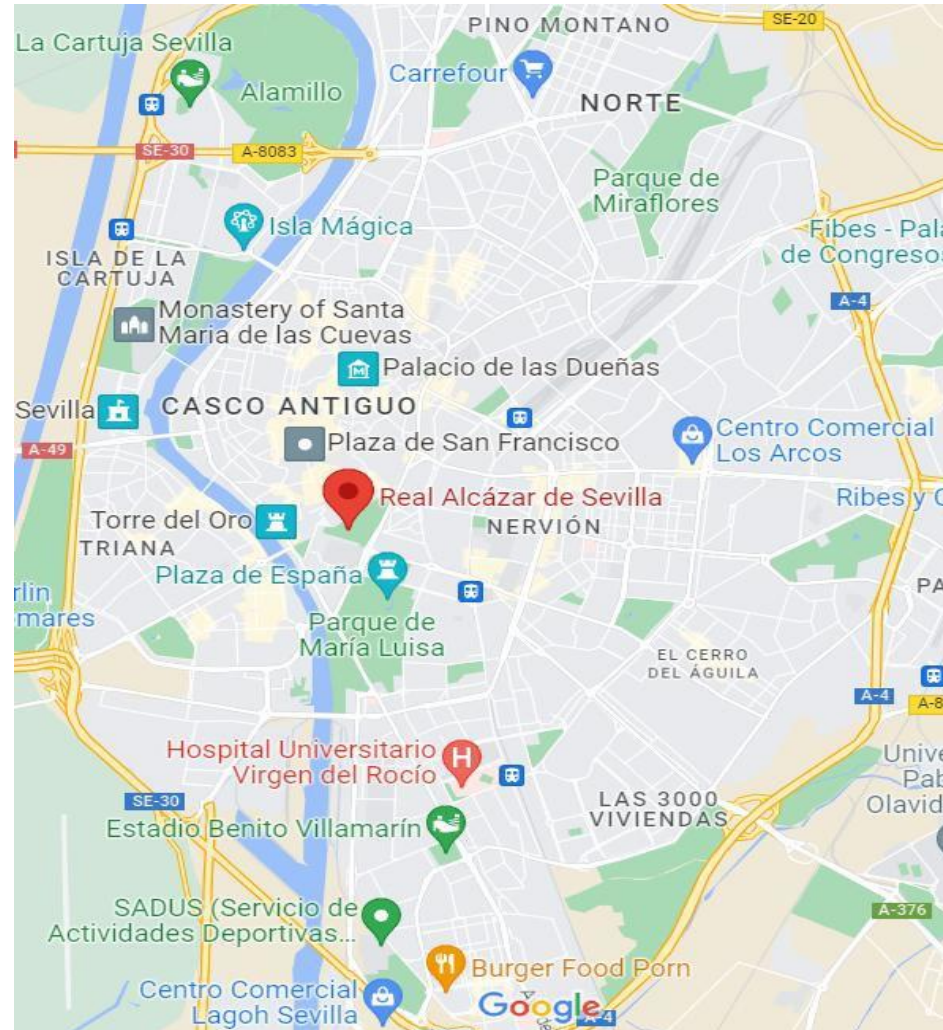 PINO MONTANO
SE-20
La Cartuja Sevilla
Carrefour
Alamillo
NORTE
SE-30
A-8083
Parque de
Miraflores
Isla Mágica
Fibes - Pala
de Congresos
ISLA DE LA
CARTUJA
A-4
Monastery of Santa
Maria de las Cuevas
Palacio de las Dueñas
Sevilla
CASCO ANTIGUO
Centro Comercial
Los Arcos
A-49
Plaza de San Francisco
Real Alcázar de Sevilla
Ribes y
Torre del Oro
NERVIÓN
TRIANA
Plaza de España
rlin
mares
PA
Parque de
María Luisa
EL CERRO
DEL ÁGUILA
A-4
A-8
Hospital Universitario
Virgen del Rocío
H
Unive
Pab
Olavid
SE-30
LAS 3000
VIVIENDAS
Estadio Benito Villamarín
SADUS (Servicio de
Actividades Deportivas...
A-376
Burger Food Porn
Centro Comercial
Lagoh Sevilla
Google
A-4